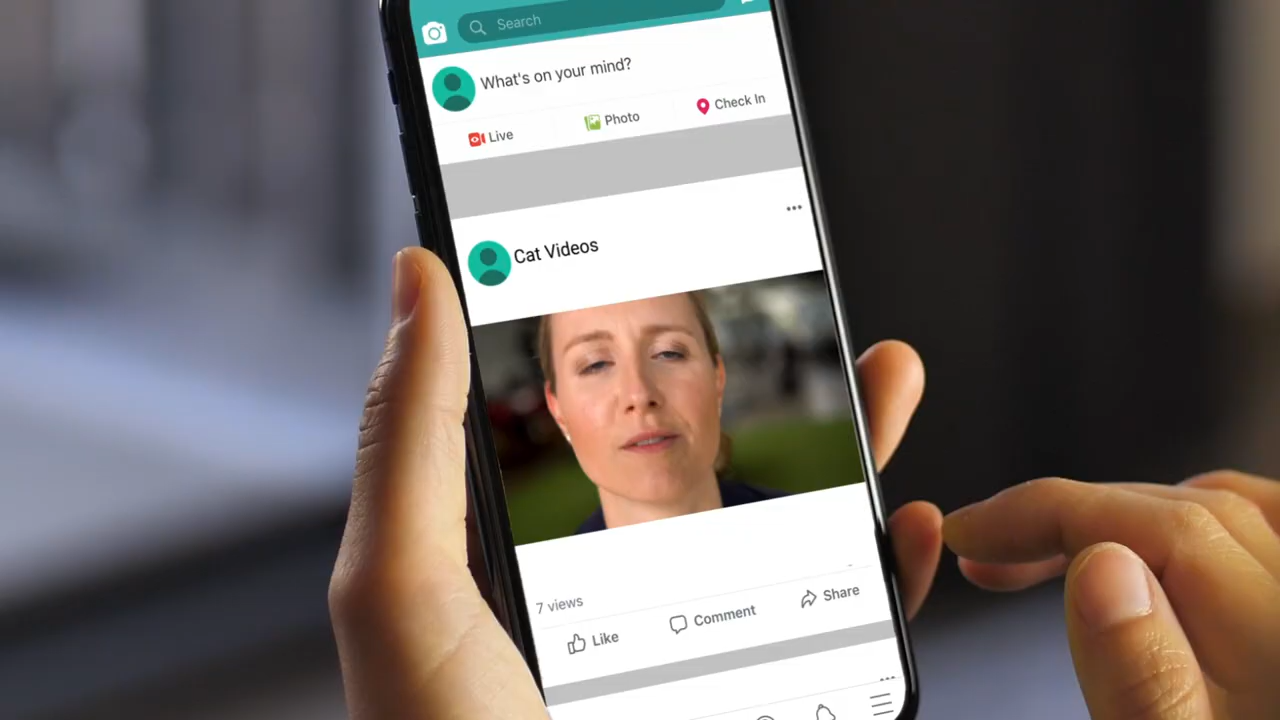 Search
What's on your mind?
Live
Photo
Check In
Cat Videos
7 views
Like
Comment
Share